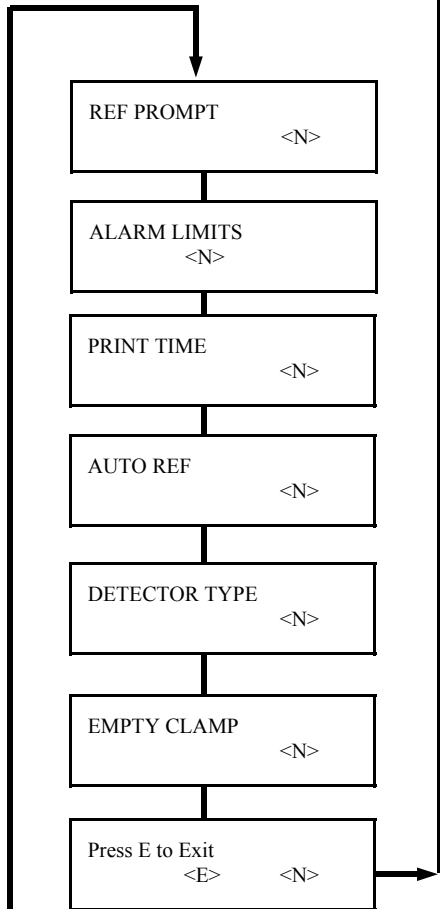 REF PROMPT
<N>
ALARM LIMITS
<N>
PRINT TIME
<N>
AUTO REF
<N>
DETECTOR TYPE
<N>
EMPTY CLAMP
<N>
Press E to Exit
<E> <N>